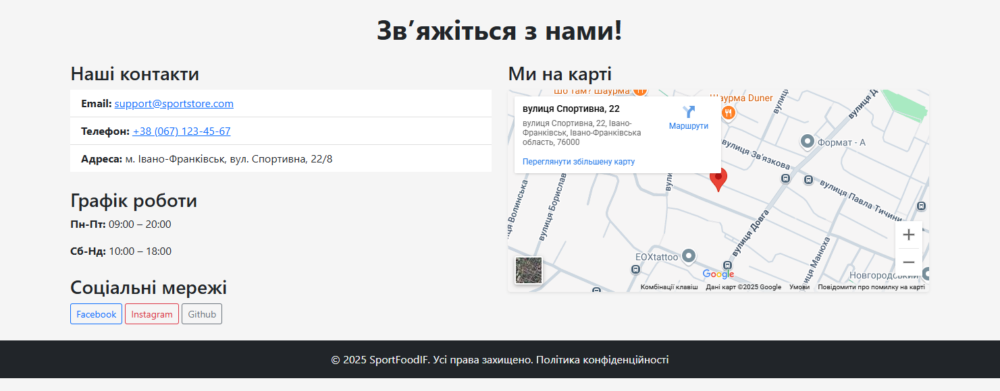 Зв’яжіться з нами!
Наші контакти
Email: support@sportstore.com
Телефон: +38 (067) 123-45-67
Адреса: м. Івано-Франківськ, вул. Спортивна, 22/8
Графік роботи
Пн-Пт: 09:00 – 20:00
Сб-Нд: 10:00 – 18:00
Соціальні мережі
Facebook
Instagram
Github
Ми на карті
Шо там? Шаурма
Шаурма Duner
вулиця Спортивна, 22
вулиця Спортивна, 22, Івано-
Франківськ, Івано-Франківська
область, 76000
Маршрути
Переглянути збільшену карту
вулиця Д
Формат - А
вулиця Зв'язкова
вулиця Павла Тичини
вулиця Довга
вулиця Борислав
ця Волинська
ця Манюха
EOXtattoo
Новгородський
Google
Комбінації клавіш
Дані карт ©2025 Google
Умови
Повідомити про помилку на карті
© 2025 SportFoodIF. Усі права захищено. Політика конфіденційності